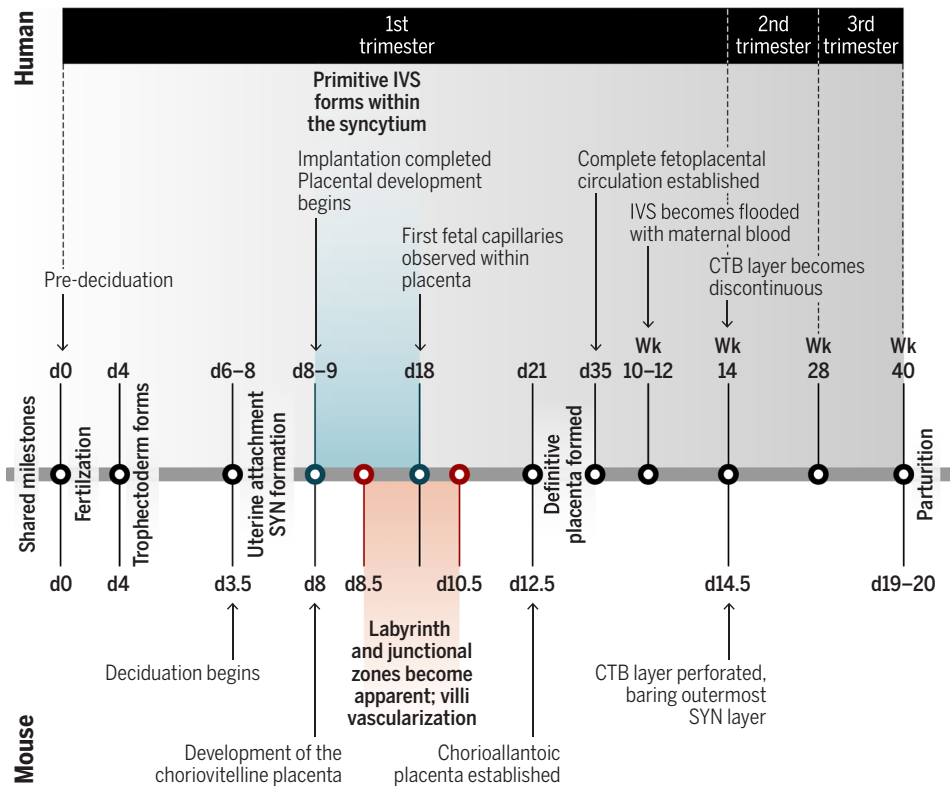 Human
1st
trimester
2nd
trimester
3rd
trimester
Primitive IVS
forms within
the syncytium
Implantation completed
Placental development
begins
Complete fetoplacental
circulation established
IVS becomes flooded
with maternal blood
First fetal capillaries
observed within
placenta
CTB layer becomes
discontinuous
Pre-deciduation
d0
d4
d6–8
d8–9
d18
d21
d35
Wk
10–12
Wk
14
Wk
28
Wk
40
Shared milestones
Fertilzation
Trophectoderm forms
Uterine attachment
SYN formation
Definitive
placenta formed
Parturition
d0
d4
d3.5
d8
d8.5
d10.5
d12.5
d14.5
d19–20
Deciduation begins
Labyrinth
and junctional
zones become
apparent; villi
vascularization
CTB layer perforated,
baring outermost
SYN layer
Development of the
choriovitelline placenta
Chorioallantoic
placenta established
Mouse